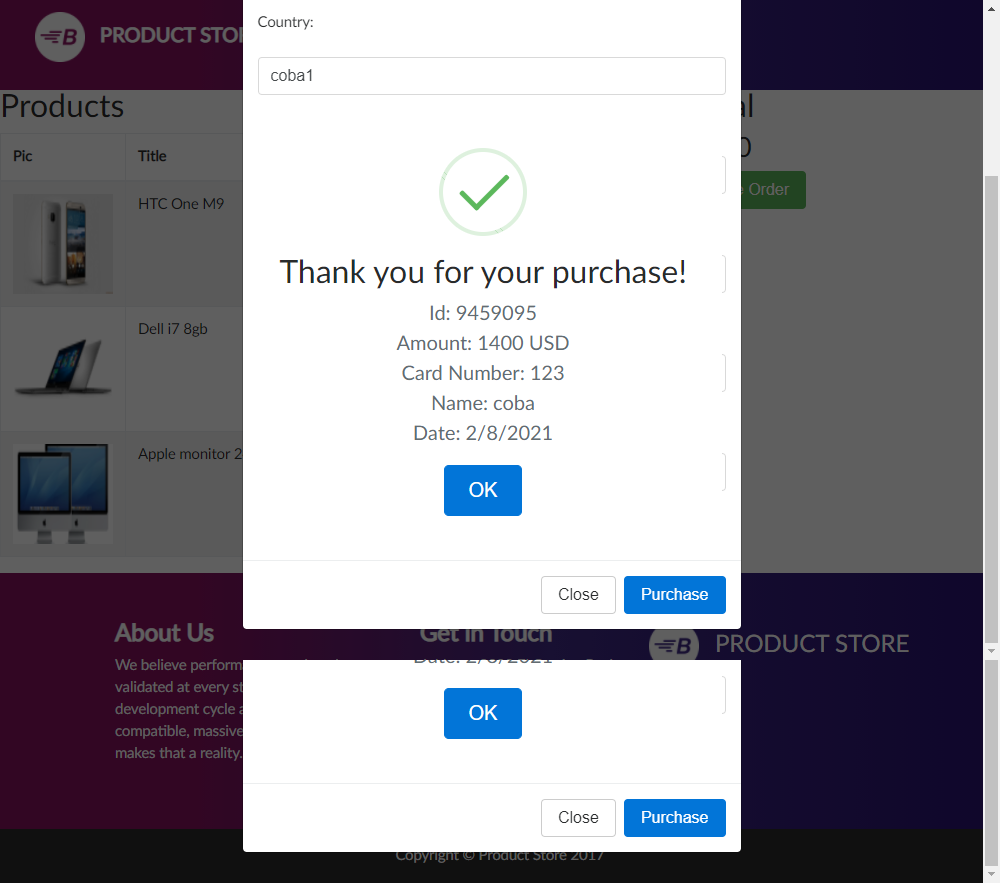 Country:
PRODUCT STO
coba1
Products
Pic
Title
HTC One M9
Order
Thank you for your purchase!
Id: 9459095
Amount: 1400 USD
Card Number: 123
Name: coba
Date: 2/8/2021
Dell i7 8gb
Apple monitor 2
OK
Close
Purchase
About Us
Get in Touch
B PRODUCT STORE
We believe perform
validated at every st
development cycle a
compatible, massive
makes that a reality.
Date: 2/8/2021
OK
Close
Purchase
Copyright © Product Store 2017